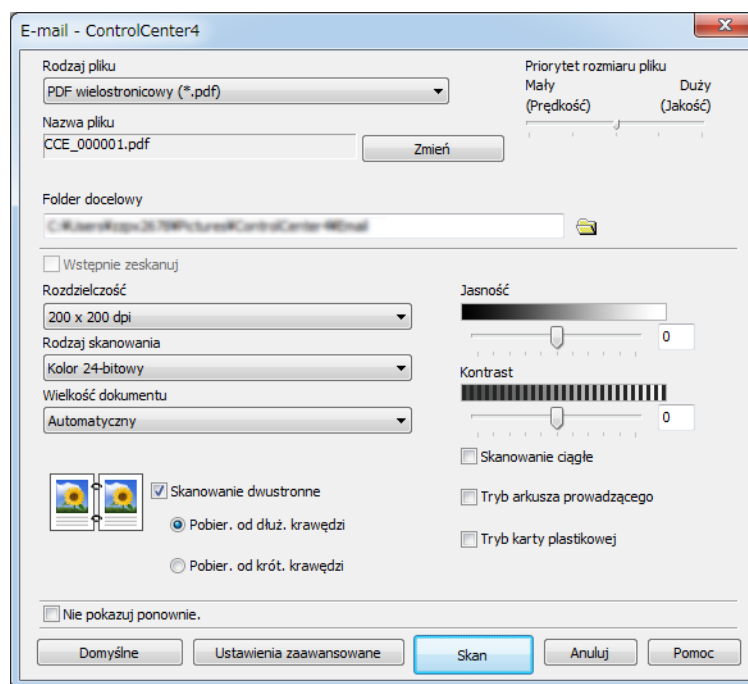 E-mail - ControlCenter4
Rodzaj pliku
PDF wielostronicowy (*.pdf)
Priorytet rozmiaru pliku
Mały Duży
(Prędkość) (Jakość)
Nazwa pliku
CCE_000001.pdf
Zmień
Folder docelowy
Wstępnie zeskanuj
Rozdzielczość
200 x 200 dpi
Rodzaj skanowania
Kolor 24-bitowy
Wielkość dokumentu
Automatyczny
Jasność
0
Kontrast
0
Skanowanie dwustronne
Pobier. od dłuż. krawędzi
Pobier. od krót. krawędzi
Skanowanie ciągłe
Tryb arkusza prowadzącego
Tryb karty plastikowej
Nie pokazuj ponownie.
Domyślne Ustawienia zaawansowane Skan Anuluj Pomoc